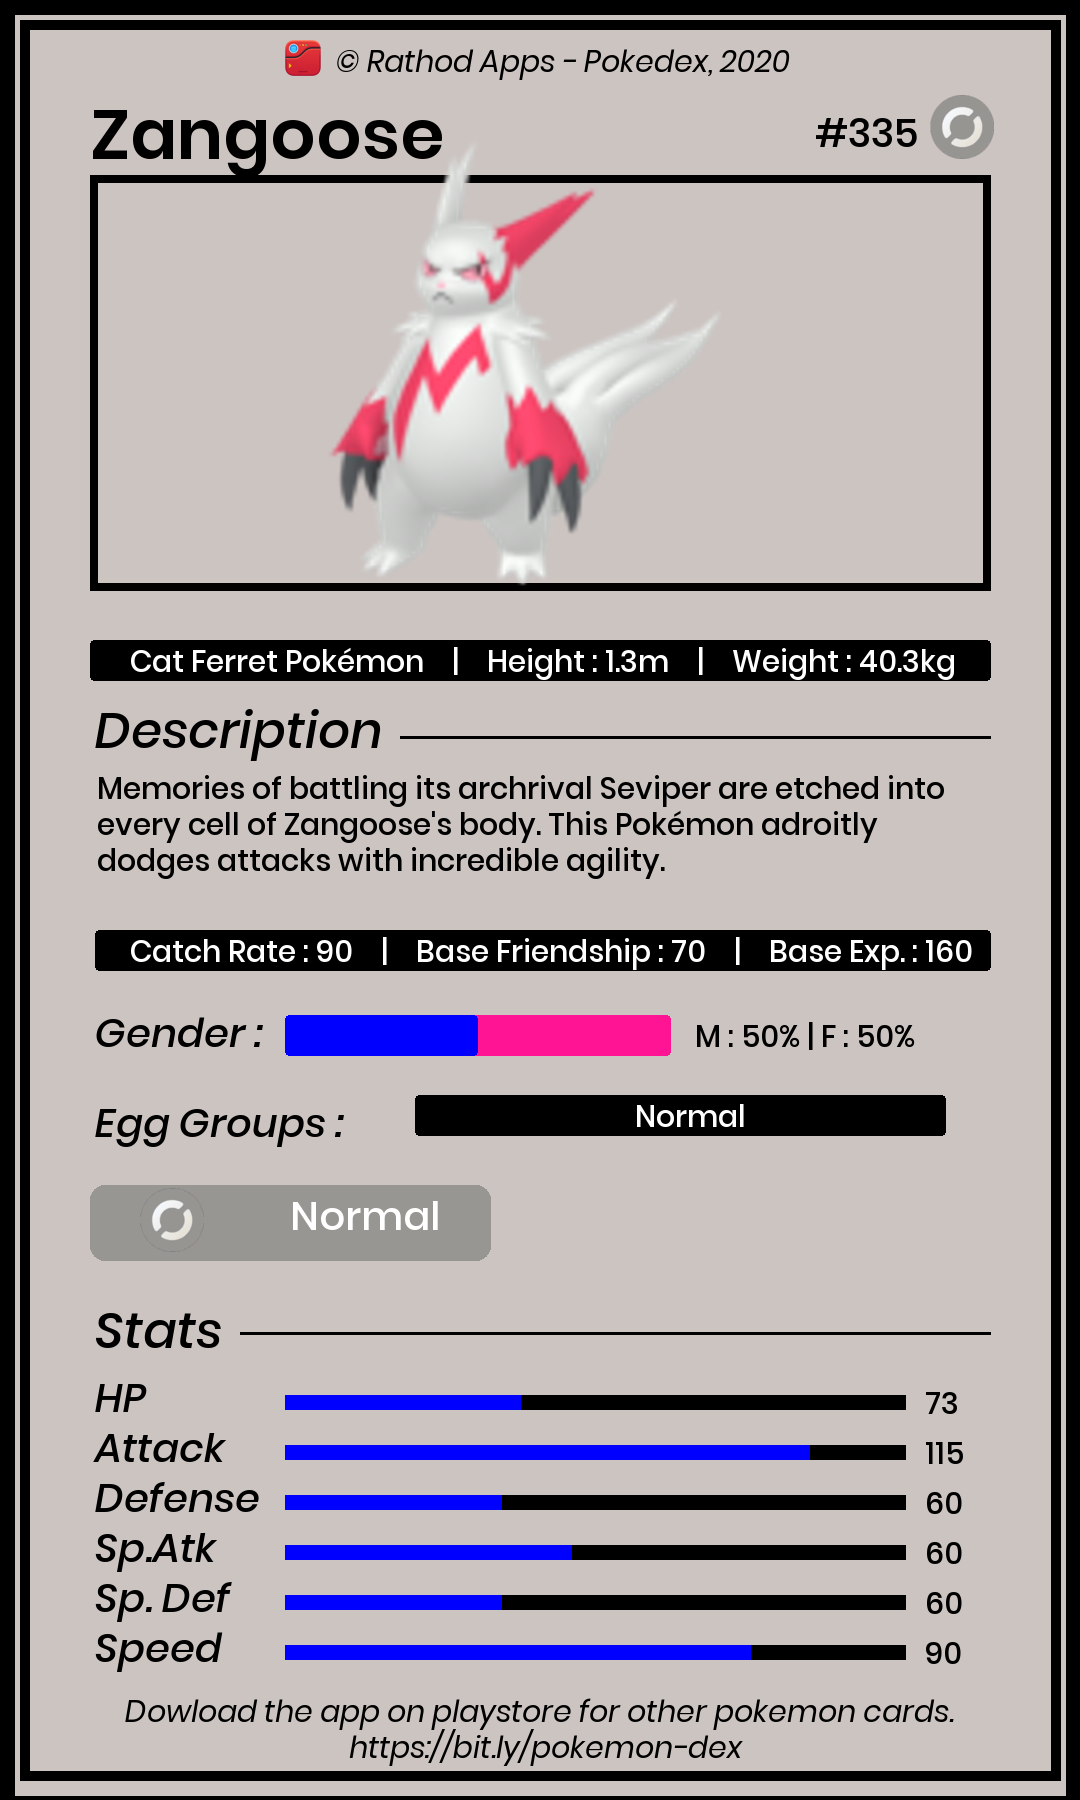 © Rathod Apps - Pokedex, 2020
Zangoose #335
Cat Ferret Pokémon | Height : 1.3m | Weight : 40.3kg
Description
Memories of battling its archrival Seviper are etched into
every cell of Zangoose's body. This Pokémon adroitly
dodges attacks with incredible agility.
Catch Rate : 90 | Base Friendship : 70 | Base Exp. : 160
Gender : M : 50% | F : 50%
Egg Groups : Normal
Normal
Stats
HP 73
Attack 115
Defense 60
Sp.Atk 60
Sp. Def 60
Speed 90
Dowload the app on playstore for other pokemon cards.
https://bit.ly/pokemon-dex